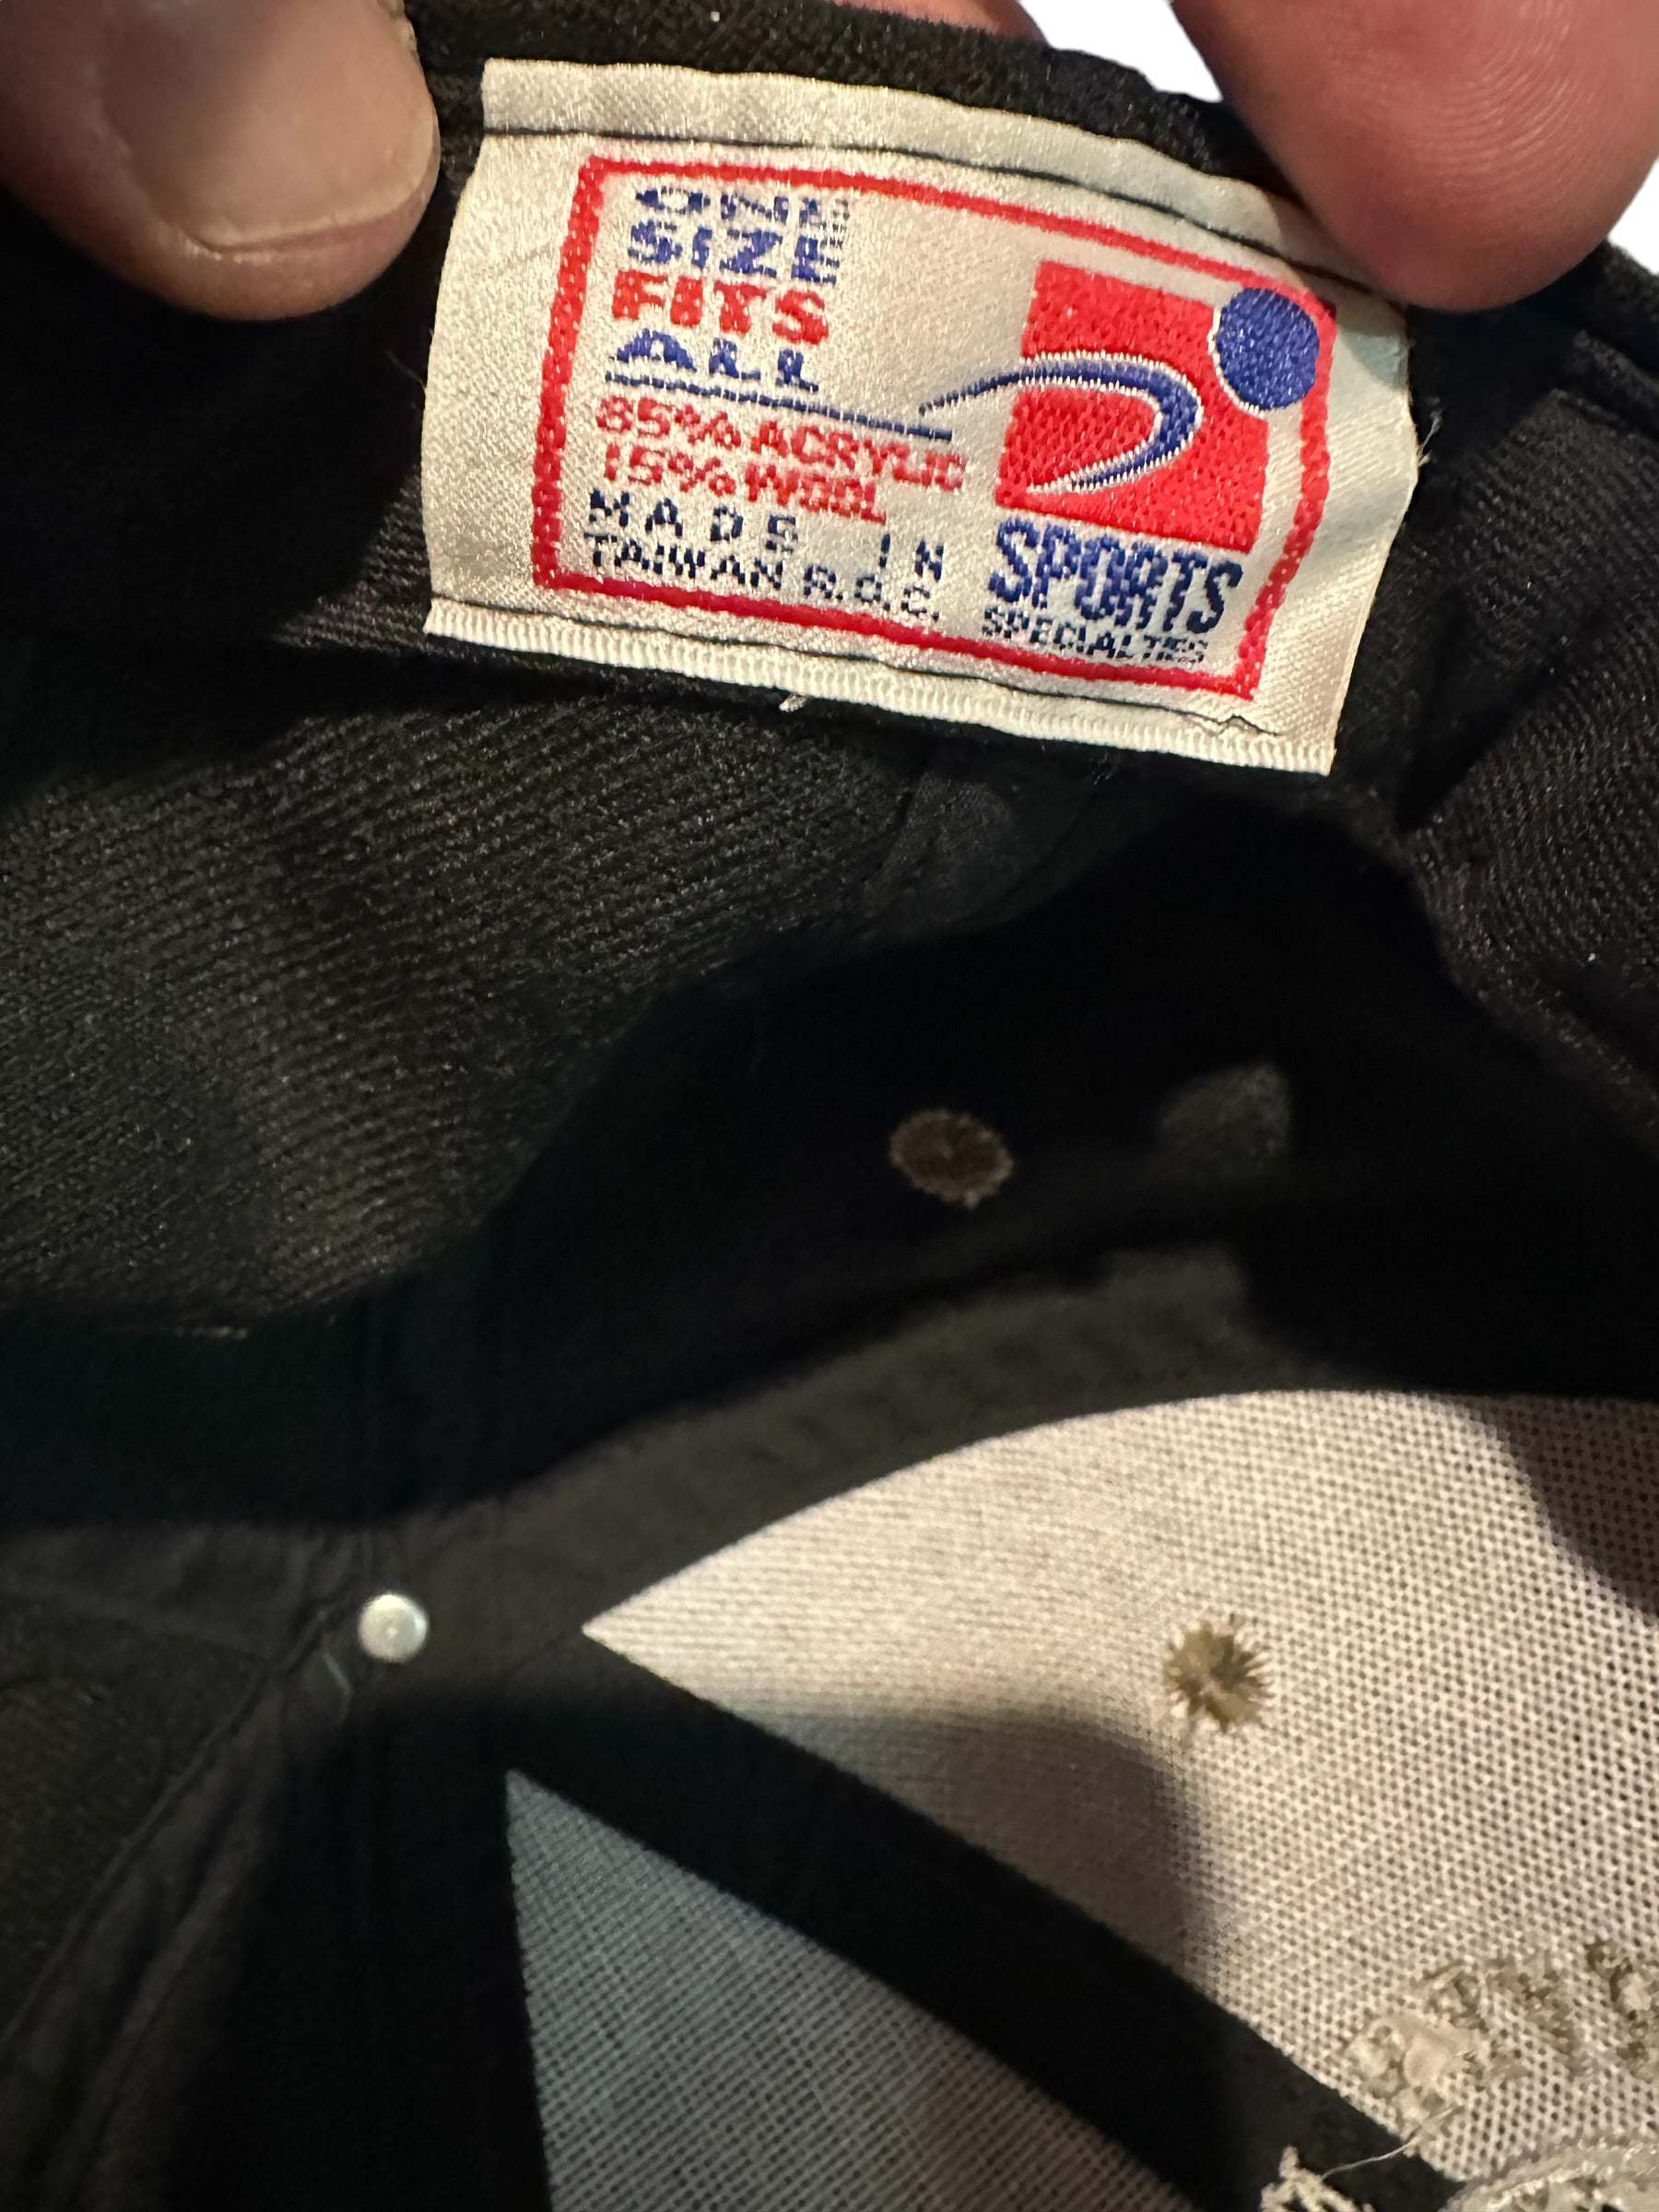 ONE
SIZE
FITS
ALL
85% ACRYLIC
15% WOOL
MADE IN
TAIWAN R.O.C.
SPORTS
SPECIALTIES